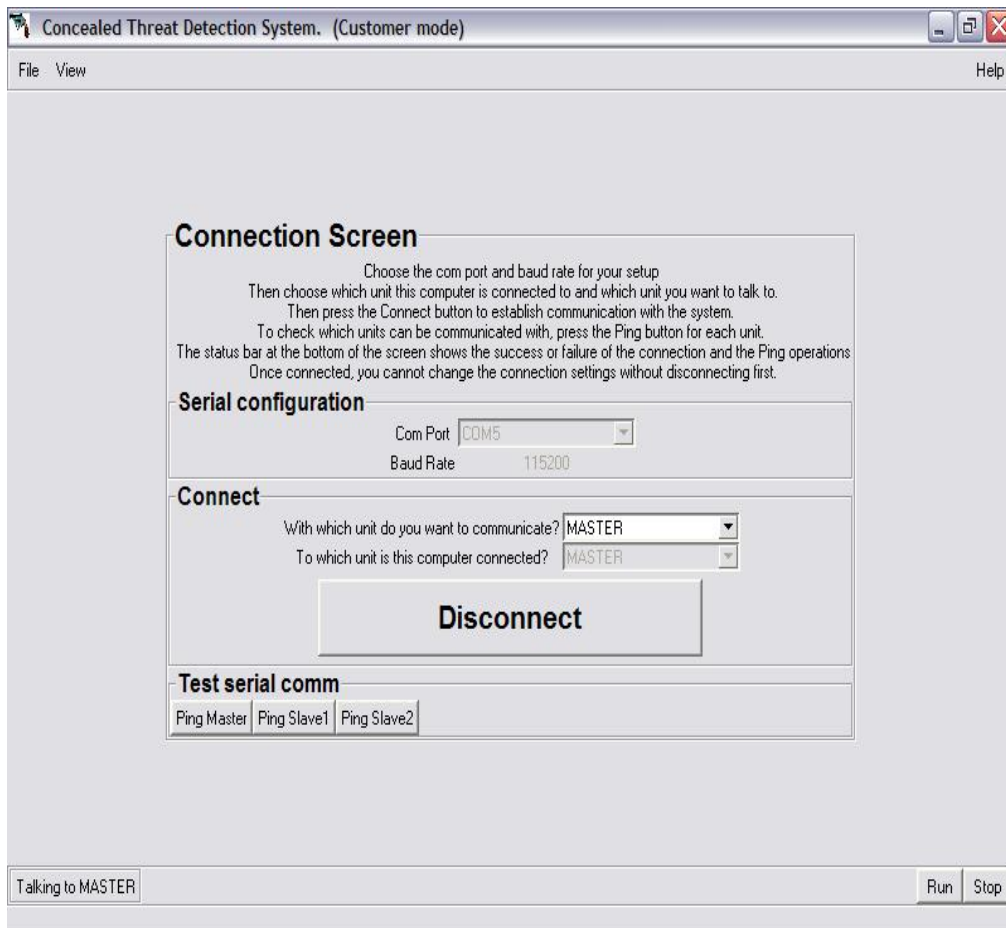 Concealed Threat Detection System. (Customer mode)
File View Help
Connection Screen
Choose the com port and baud rate for your setup
Then choose which unit this computer is connected to and which unit you want to talk to.
Then press the Connect button to establish communication with the system.
To check which units can be communicated with, press the Ping button for each unit.
The status bar at the bottom of the screen shows the success or failure of the connection and the Ping operations
Once connected, you cannot change the connection settings without disconnecting first.
Serial configuration
Com Port COM5
Baud Rate 115200
Connect
With which unit do you want to communicate? MASTER
To which unit is this computer connected? MASTER
Disconnect
Test serial comm
Ping Master Ping Slave1 Ping Slave2
Talking to MASTER Run Stop